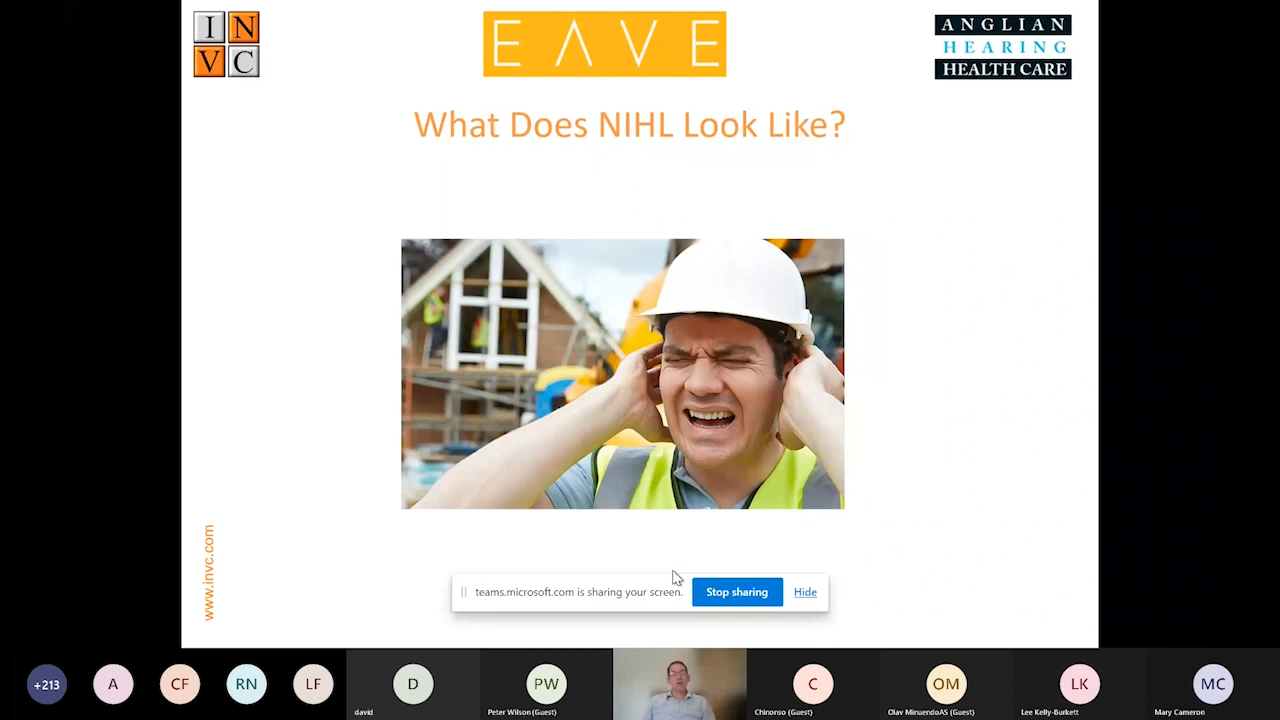 I N
V C
EAVE
ANGLIAN
HEARING
HEALTH CARE
What Does NIHL Look Like?
www.invc.com
teams.microsoft.com is sharing your screen.
Stop sharing
Hide
+213
A
CF
RN
LF
D
PW
C
OM
LK
MC
david
Peter Wilson (Guest)
Chinonso (Guest)
Olav MinuendoAS (Guest)
Lee Kelly-Burkett
Mary Cameron